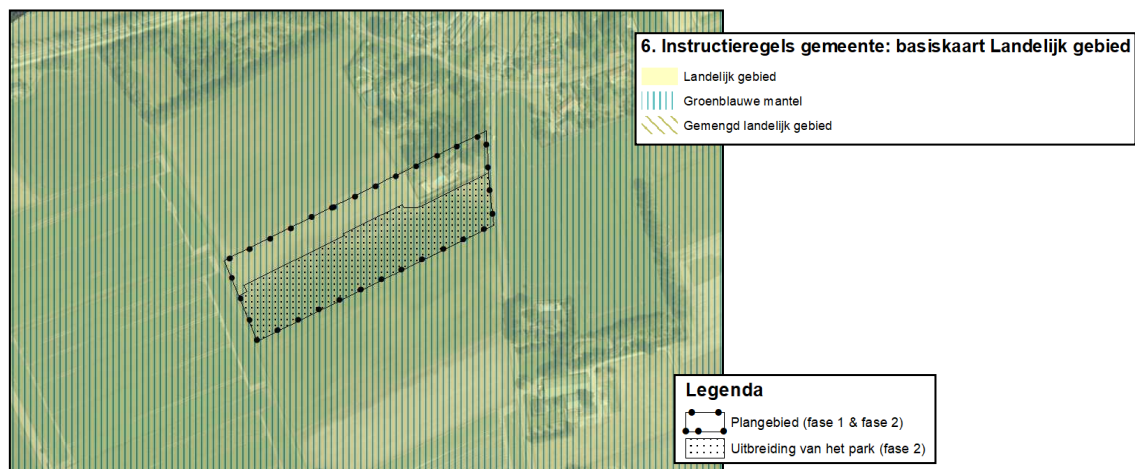 6. Instructieregels gemeente: basiskaart Landelijk gebied
Landelijk gebied
Groenblauwe mantel
Gemengd landelijk gebied
Legenda
Plangebied (fase 1 & fase 2)
Uitbreiding van het park (fase 2)